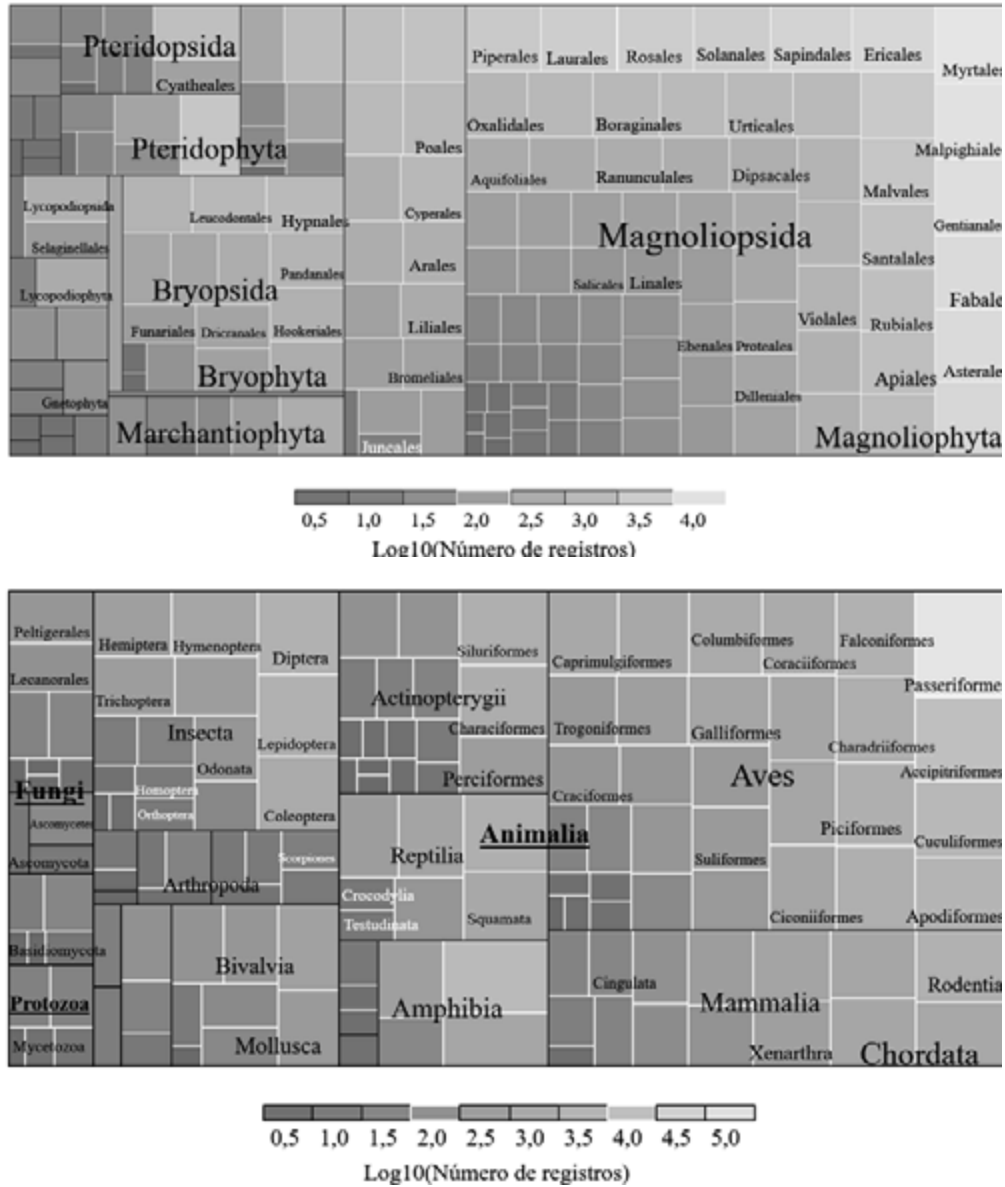 Pteridopsida
Cyatheales
Pteridophyta
Piperales Laurales Rosales Solanales Sapindales Ericales
Myrtales
Oxalidales Boraginales Urticales
Poales
Malpighiale
Aquifoliales Ranunculales Dipsacales
Malvales
Lycopodiopsida
Leucodontales Hypnales
Cyperales
Gentianale
Selaginellales
Magnoliopsida
Santalales
Arales
Pandanales
Lycopodiophyta
Bryopsida
Salicales Linales
Fabale
Funariales Dricranales Hookeriales
Liliales
Violales Rubiales
Ebenales Proteales
Bryophyta
Bromeliales
Apiales
Asterale
Gnetophyta
Dilleniales
Marchantiophyta
Juncales
Magnoliophyta
0,5 1,0 1,5 2,0 2,5 3,0 3,5 4,0
Log10(Número de registros)
Peltigerales
Hemiptera Hymenoptera
Diptera
Siluriformes
Caprimulgiformes
Columbiformes
Coraciiformes
Falconiformes
Lecanorales
Passeriforme
Trichoptera
Actinopterygii
Insecta
Lepidoptera
Characiformes
Trogoniformes
Galliformes
Charadriiformes
Odonata
Accipitriformes
Fungi
Homoptera
Perciformes
Craciformes
Aves
Orthoptera
Coleoptera
Ascomycetes
Animalia
Piciformes
Cuculiformes
Ascomycota
Scorpiones
Reptilia
Suliformes
Arthropoda
Crocodylia
Testudinata
Squamata
Ciconiiformes
Apodiformes
Basidiomycota
Bivalvia
Protozoa
Amphibia
Cingulata
Mammalia
Rodentia
Mycetozoa
Mollusca
Xenarthra
Chordata
0,5 1,0 1,5 2,0 2,5 3,0 3,5 4,0 4,5 5,0
Log10(Número de registros)